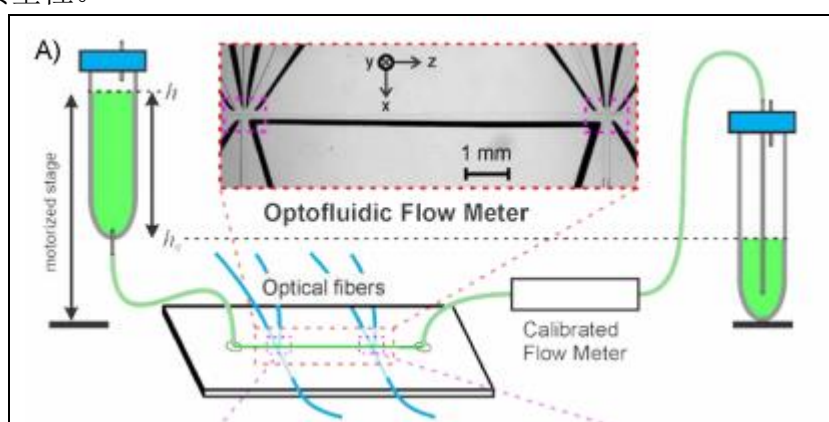 A)
h
y
z
x
1 mm
motorized stage
Optofluidic Flow Meter
Optical fibers
Calibrated
Flow Meter